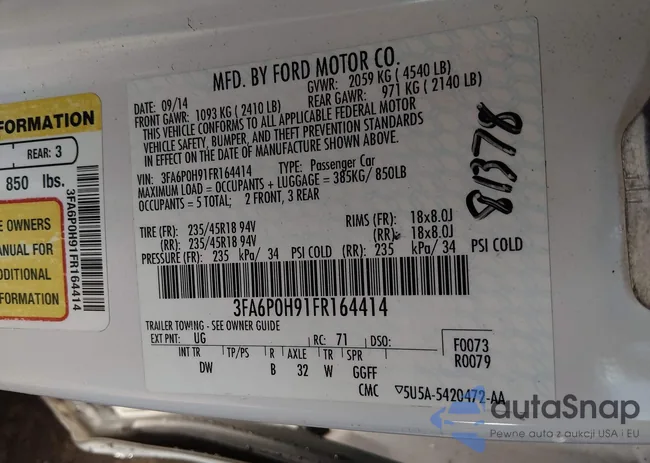 FORMATION
REAR: 3
850 lbs.
E OWNERS
ANUAL FOR
DDITIONAL
FORMATION
3FA6P0H91FR164414
MFD. BY FORD MOTOR CO.
DATE: 09/14
GVWR: 2059 KG ( 4540 LB)
FRONT GAWR: 1093 KG ( 2410 LB)
REAR GAWR: 971 KG ( 2140 LB)
THIS VEHICLE CONFORMS TO ALL APPLICABLE FEDERAL MOTOR
VEHICLE SAFETY, BUMPER, AND THEFT PREVENTION STANDARDS
IN EFFECT ON THE DATE OF MANUFACTURE SHOWN ABOVE.
VIN: 3FA6P0H91FR164414 TYPE: Passenger Car
MAXIMUM LOAD = OCCUPANTS + LUGGAGE = 385KG/ 850LB
OCCUPANTS = 5 TOTAL; 2 FRONT, 3 REAR
TIRE (FR): 235/45R18 94V RIMS (FR): 18x8.0J
(RR): 235/45R18 94V (RR): 18x8.0J
PRESSURE (FR): 235 kPa/ 34 PSI COLD (RR): 235 kPa/ 34 PSI COLD
3FA6P0H91FR164414
TRAILER TOWING - SEE OWNER GUIDE
EXT PNT: UG RC: 71 DSO:
F0073
R0079
INT TR TP/PS R AXLE TR SPR
DW B 32 W GGFF
CMC ▽5U5A-5420472-AA
81378
autaSnap
Pewne auta z aukcji USA i EU